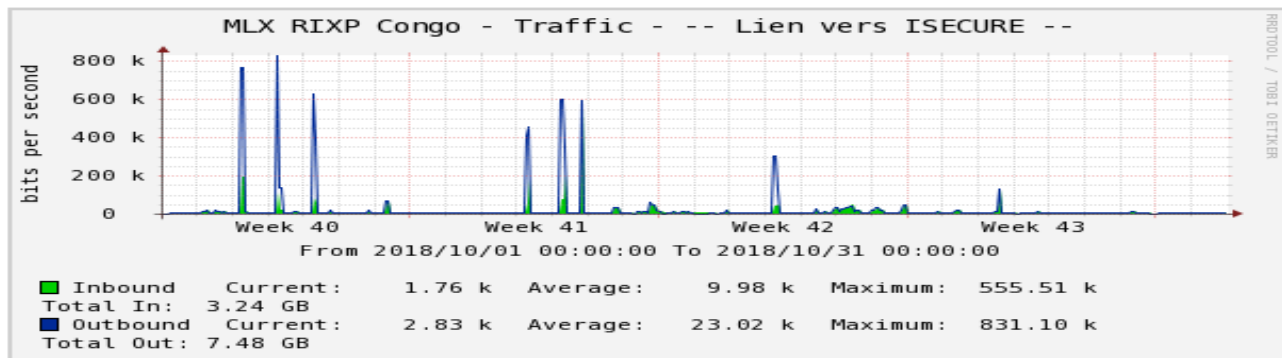 MLX RIXP Congo - Traffic - -- Lien vers ISECURE --
RRDTOOL / TOBI OETIKER
bits per second
800 k
600 k
400 k
200 k
0
Week 40 Week 41 Week 42 Week 43
From 2018/10/01 00:00:00 To 2018/10/31 00:00:00
Inbound Current: 1.76 k Average: 9.98 k Maximum: 555.51 k
Total In: 3.24 GB
Outbound Current: 2.83 k Average: 23.02 k Maximum: 831.10 k
Total Out: 7.48 GB